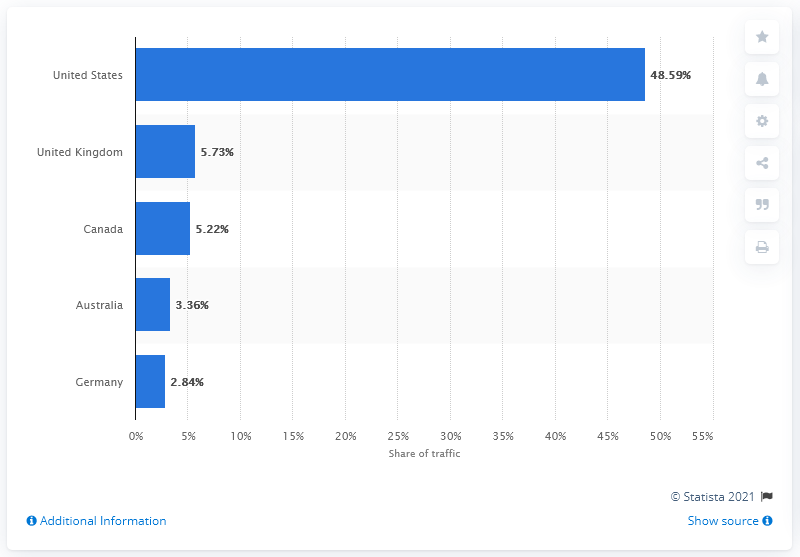 United States 48.59%
United Kingdom 5.73%
Canada 5.22%
Australia 3.36%
Germany 2.84%
0% 5% 10% 15% 20% 25% 30% 35% 40% 45% 50% 55%
Share of traffic
© Statista 2021
Additional Information Show source